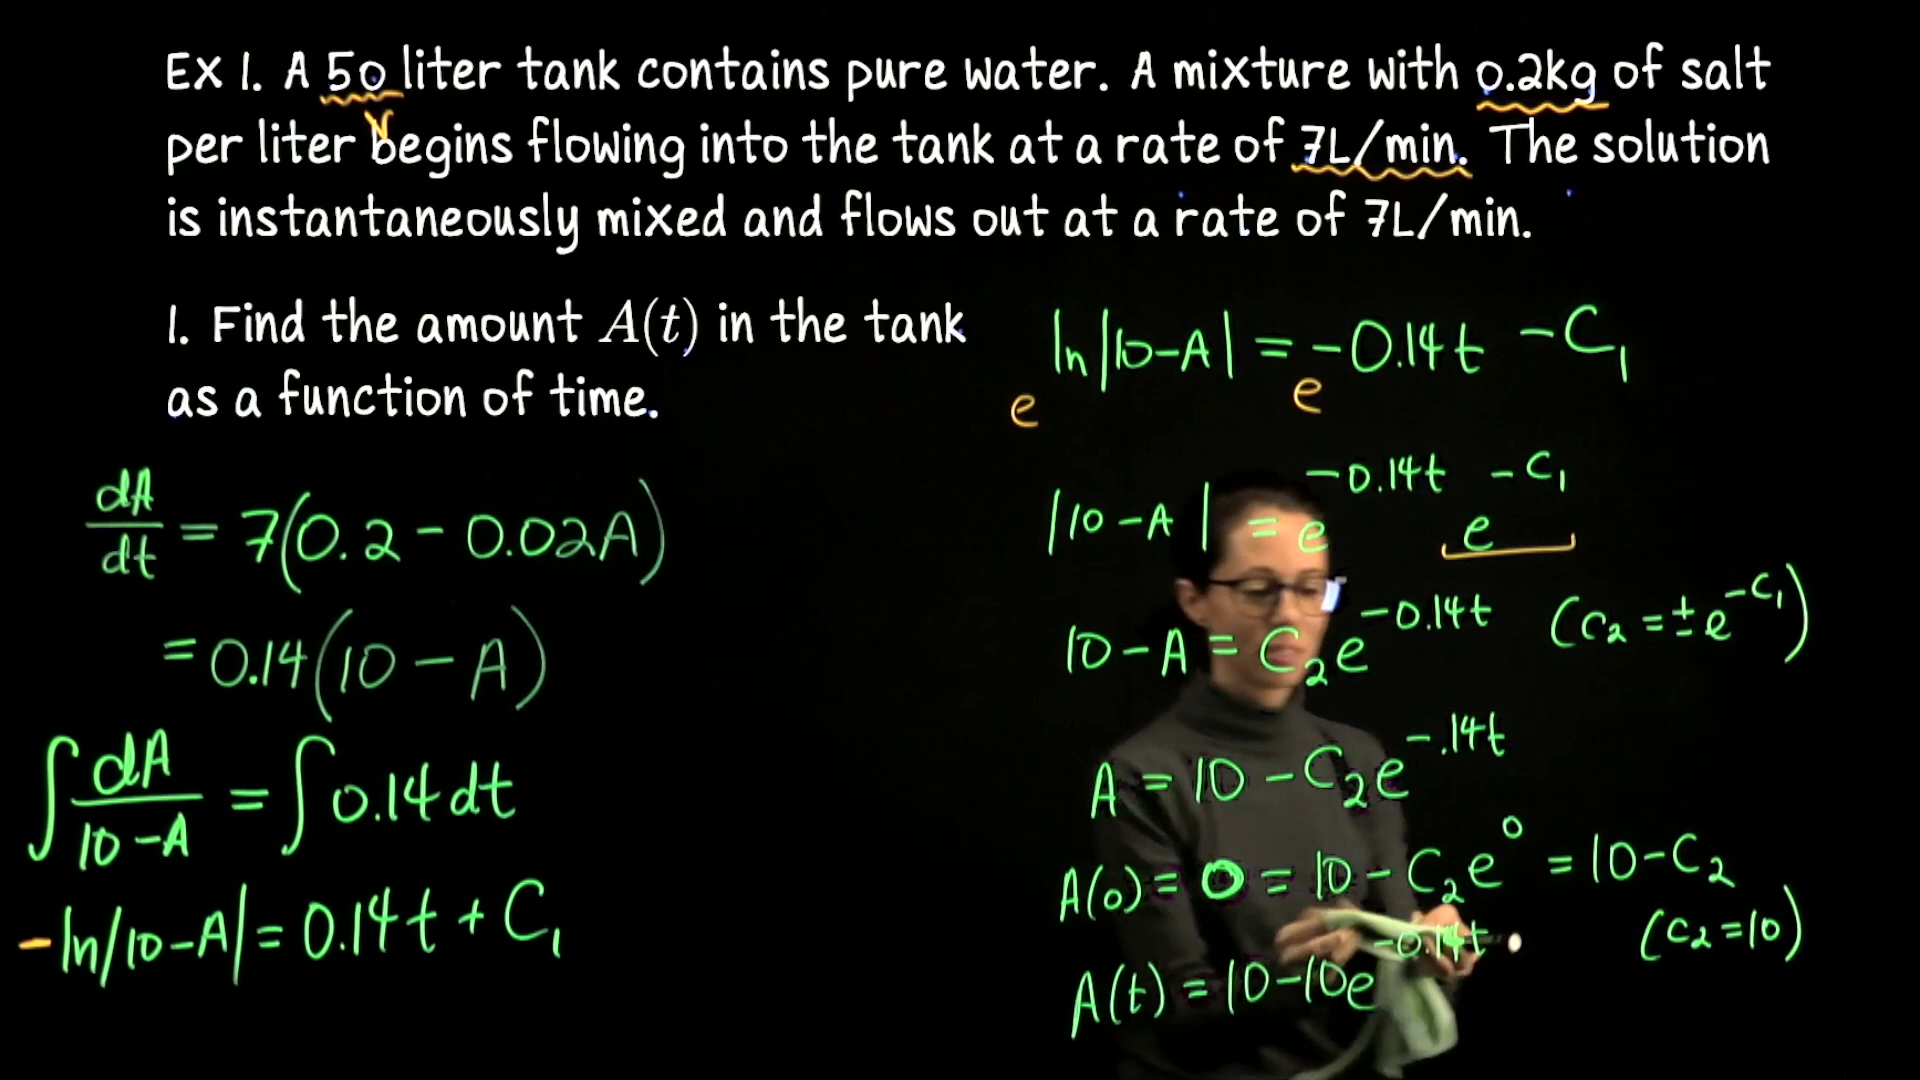 Ex 1. A 50 liter tank contains pure water. A mixture with 0.2kg of salt
per liter begins flowing into the tank at a rate of 7L/min. The solution
is instantaneously mixed and flows out at a rate of 7L/min.
V
1. Find the amount A(t) in the tank
as a function of time.
dA/dt = 7(0.2 - 0.02A)
= 0.14(10 - A)
∫ dA/(10-A) = ∫ 0.14 dt
-ln|10-A| = 0.14t + C₁
ln|10-A| = -0.14t - C₁
e e
|10-A| = e^(-0.14t) e^(-C₁)
10-A = C₂e^(-0.14t) (C₂ = ±e^(-C₁))
A = 10 - C₂e^(-.14t)
A(0) = 0 = 10 - C₂e⁰ = 10-C₂
(C₂=10)
A(t) = 10-10e^(-0.14t)